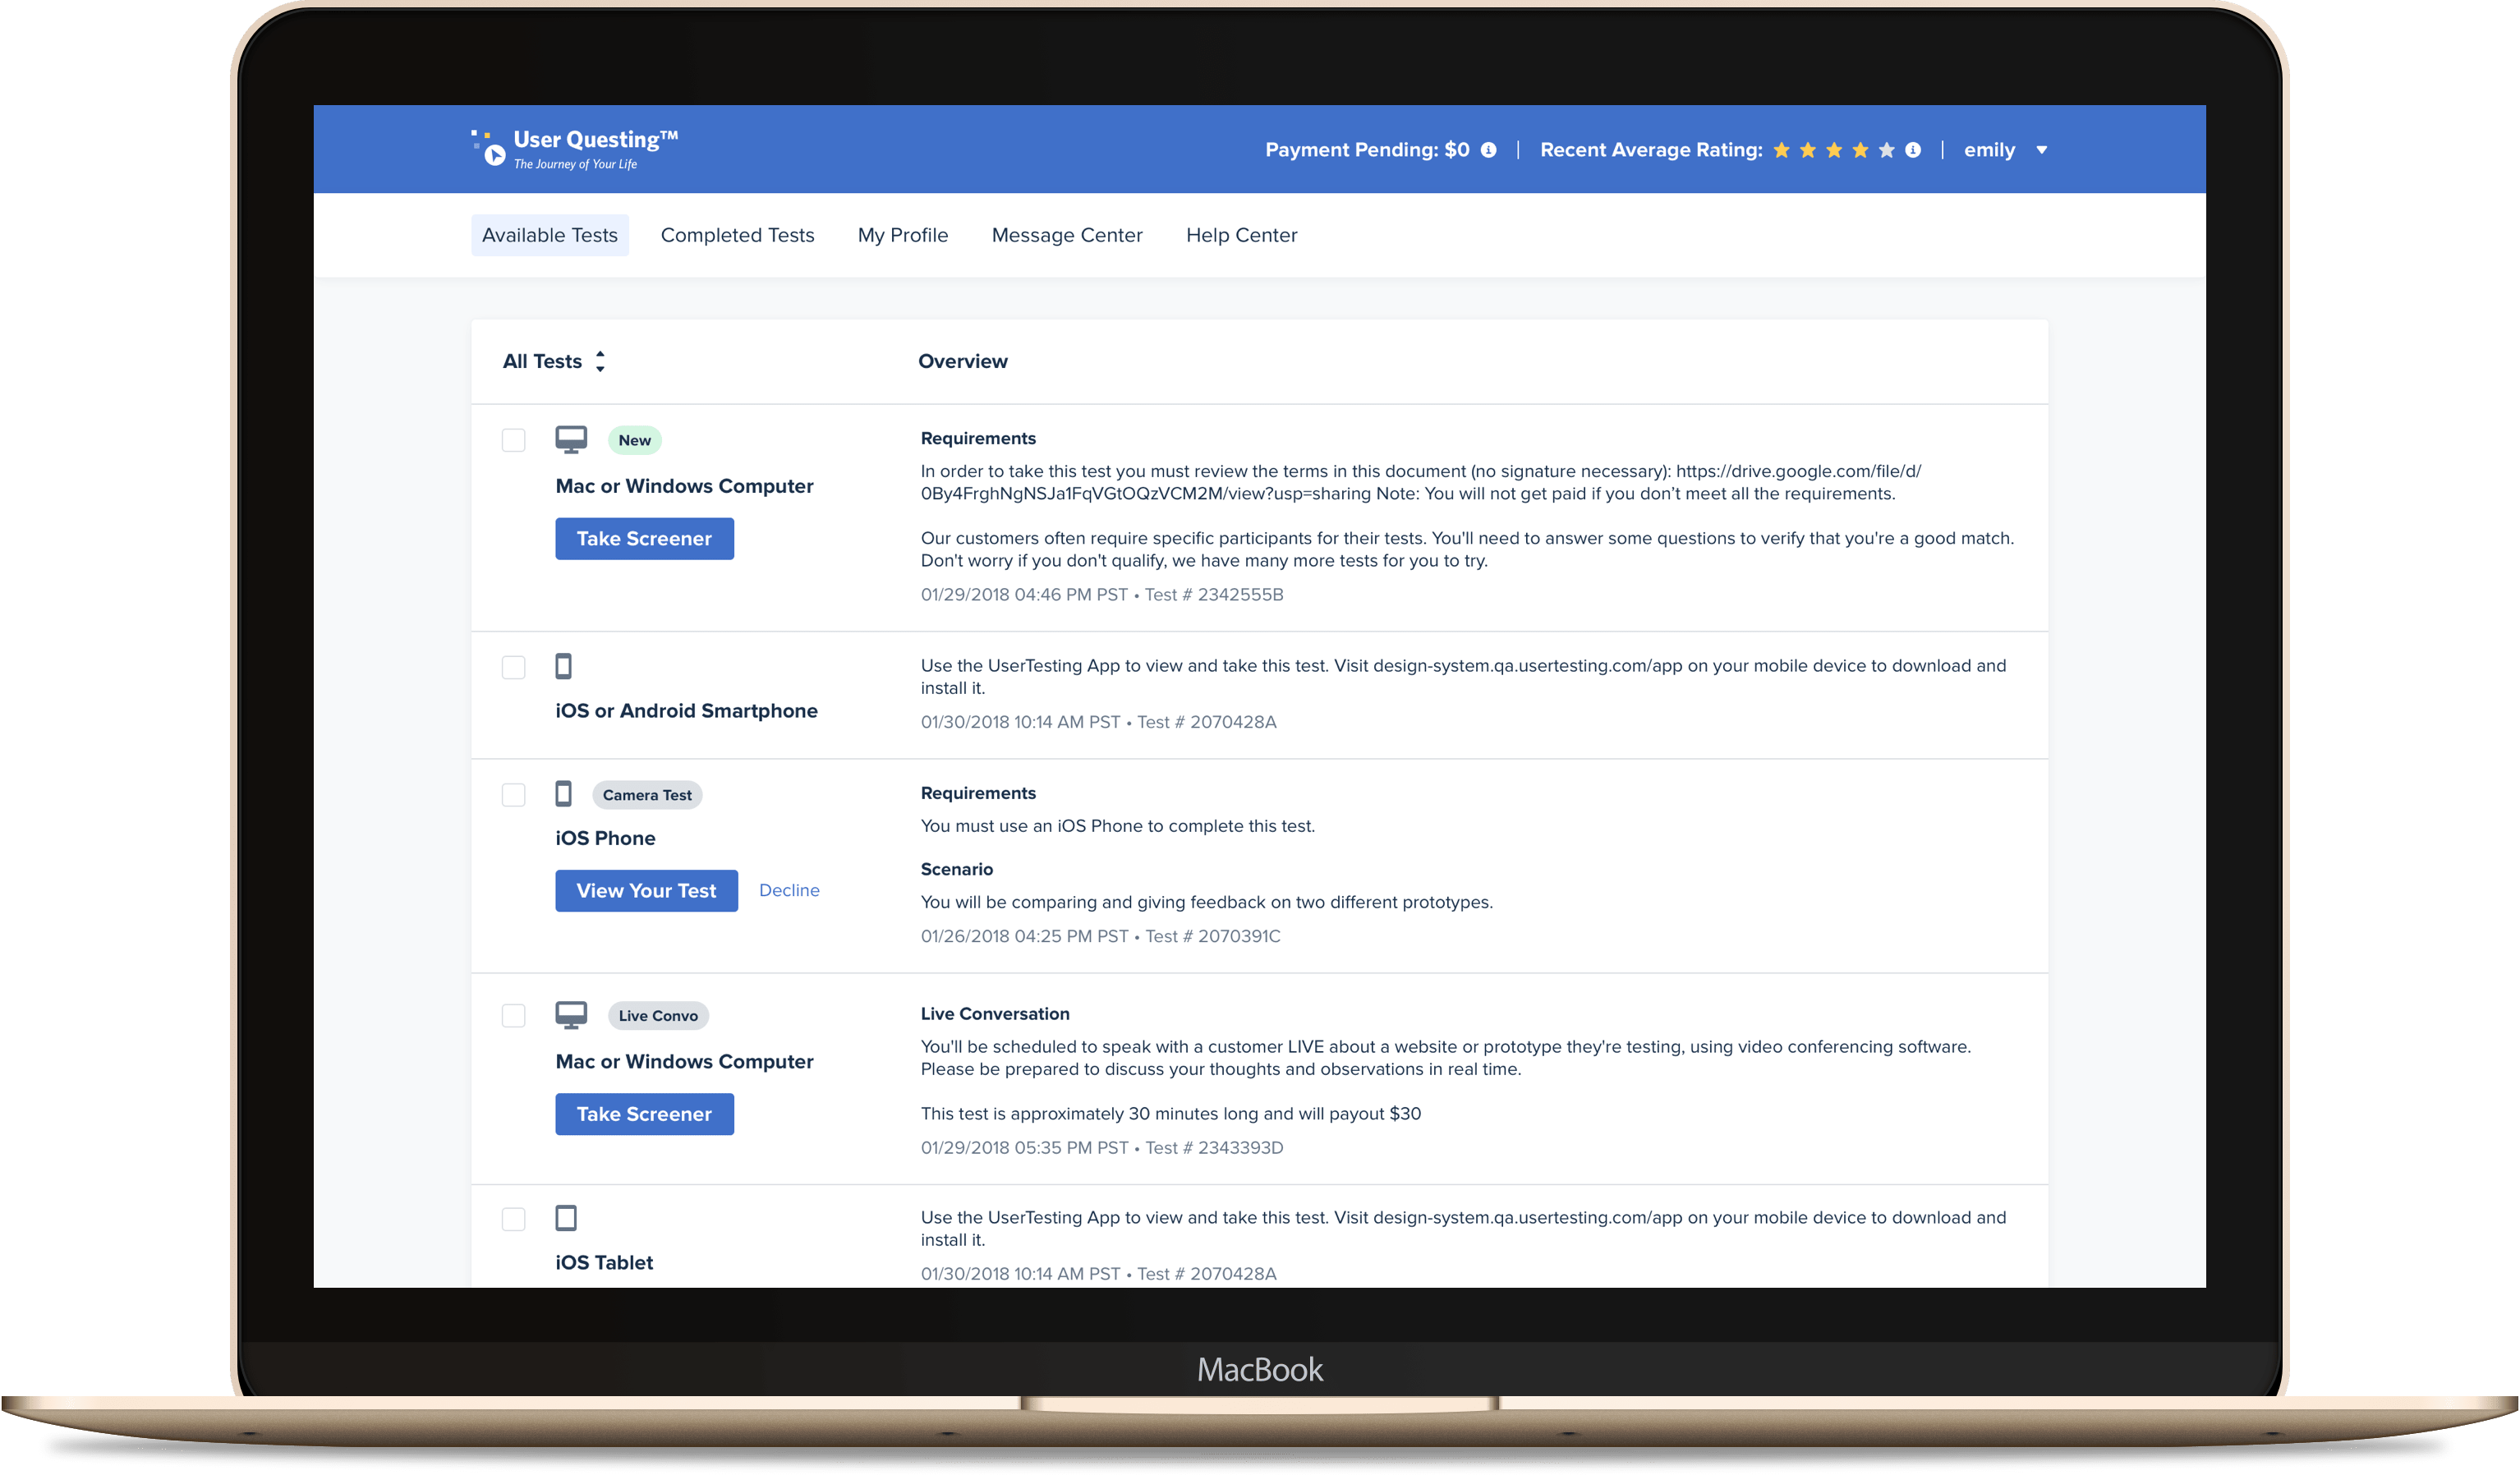 User Questing™
The Journey of Your Life
Payment Pending: $0
Recent Average Rating:
emily
Available Tests
Completed Tests
My Profile
Message Center
Help Center
All Tests
Overview
New
Mac or Windows Computer
Take Screener
Requirements
In order to take this test you must review the terms in this document (no signature necessary): https://drive.google.com/file/d/
0By4FrghNgNSJa1FqVGtOQzVCM2M/view?usp=sharing Note: You will not get paid if you don’t meet all the requirements.
Our customers often require specific participants for their tests. You'll need to answer some questions to verify that you're a good match.
Don't worry if you don't qualify, we have many more tests for you to try.
01/29/2018 04:46 PM PST • Test # 2342555B
iOS or Android Smartphone
Use the UserTesting App to view and take this test. Visit design-system.qa.usertesting.com/app on your mobile device to download and
install it.
01/30/2018 10:14 AM PST • Test # 2070428A
Camera Test
iOS Phone
View Your Test
Decline
Requirements
You must use an iOS Phone to complete this test.
Scenario
You will be comparing and giving feedback on two different prototypes.
01/26/2018 04:25 PM PST • Test # 2070391C
Live Convo
Mac or Windows Computer
Take Screener
Live Conversation
You'll be scheduled to speak with a customer LIVE about a website or prototype they're testing, using video conferencing software.
Please be prepared to discuss your thoughts and observations in real time.
This test is approximately 30 minutes long and will payout $30
01/29/2018 05:35 PM PST • Test # 2343393D
iOS Tablet
Use the UserTesting App to view and take this test. Visit design-system.qa.usertesting.com/app on your mobile device to download and
install it.
01/30/2018 10:14 AM PST • Test # 2070428A
MacBook